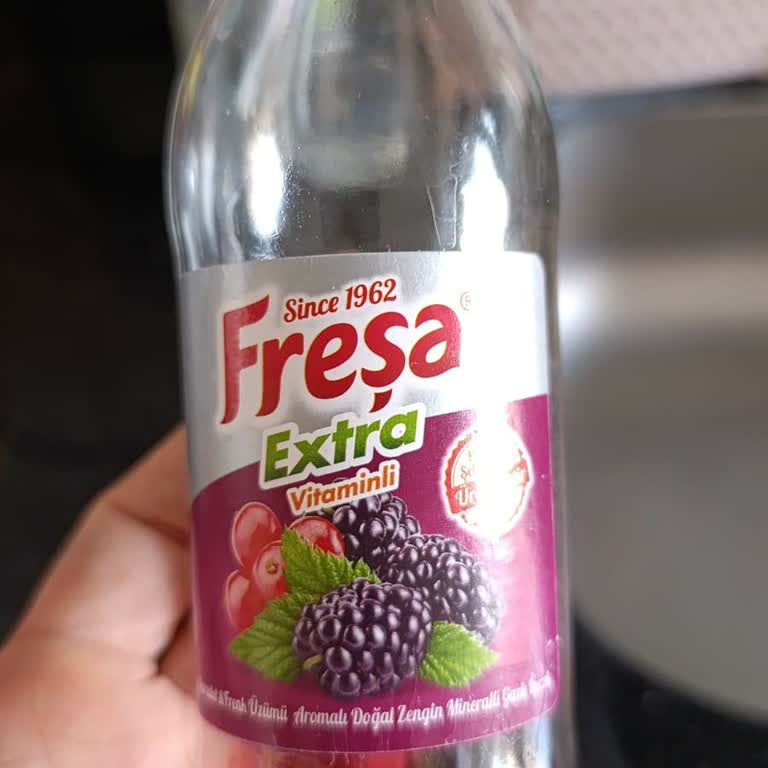 Since 1962
Freşa
Extra
Vitaminli
&Frenk Üzümü Aromalı Doğal Zengin Mineralli Gazlı